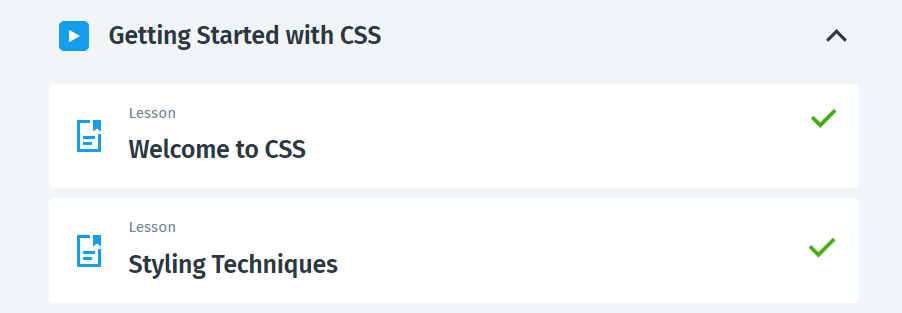 Getting Started with CSS
Lesson
Welcome to CSS
Lesson
Styling Techniques